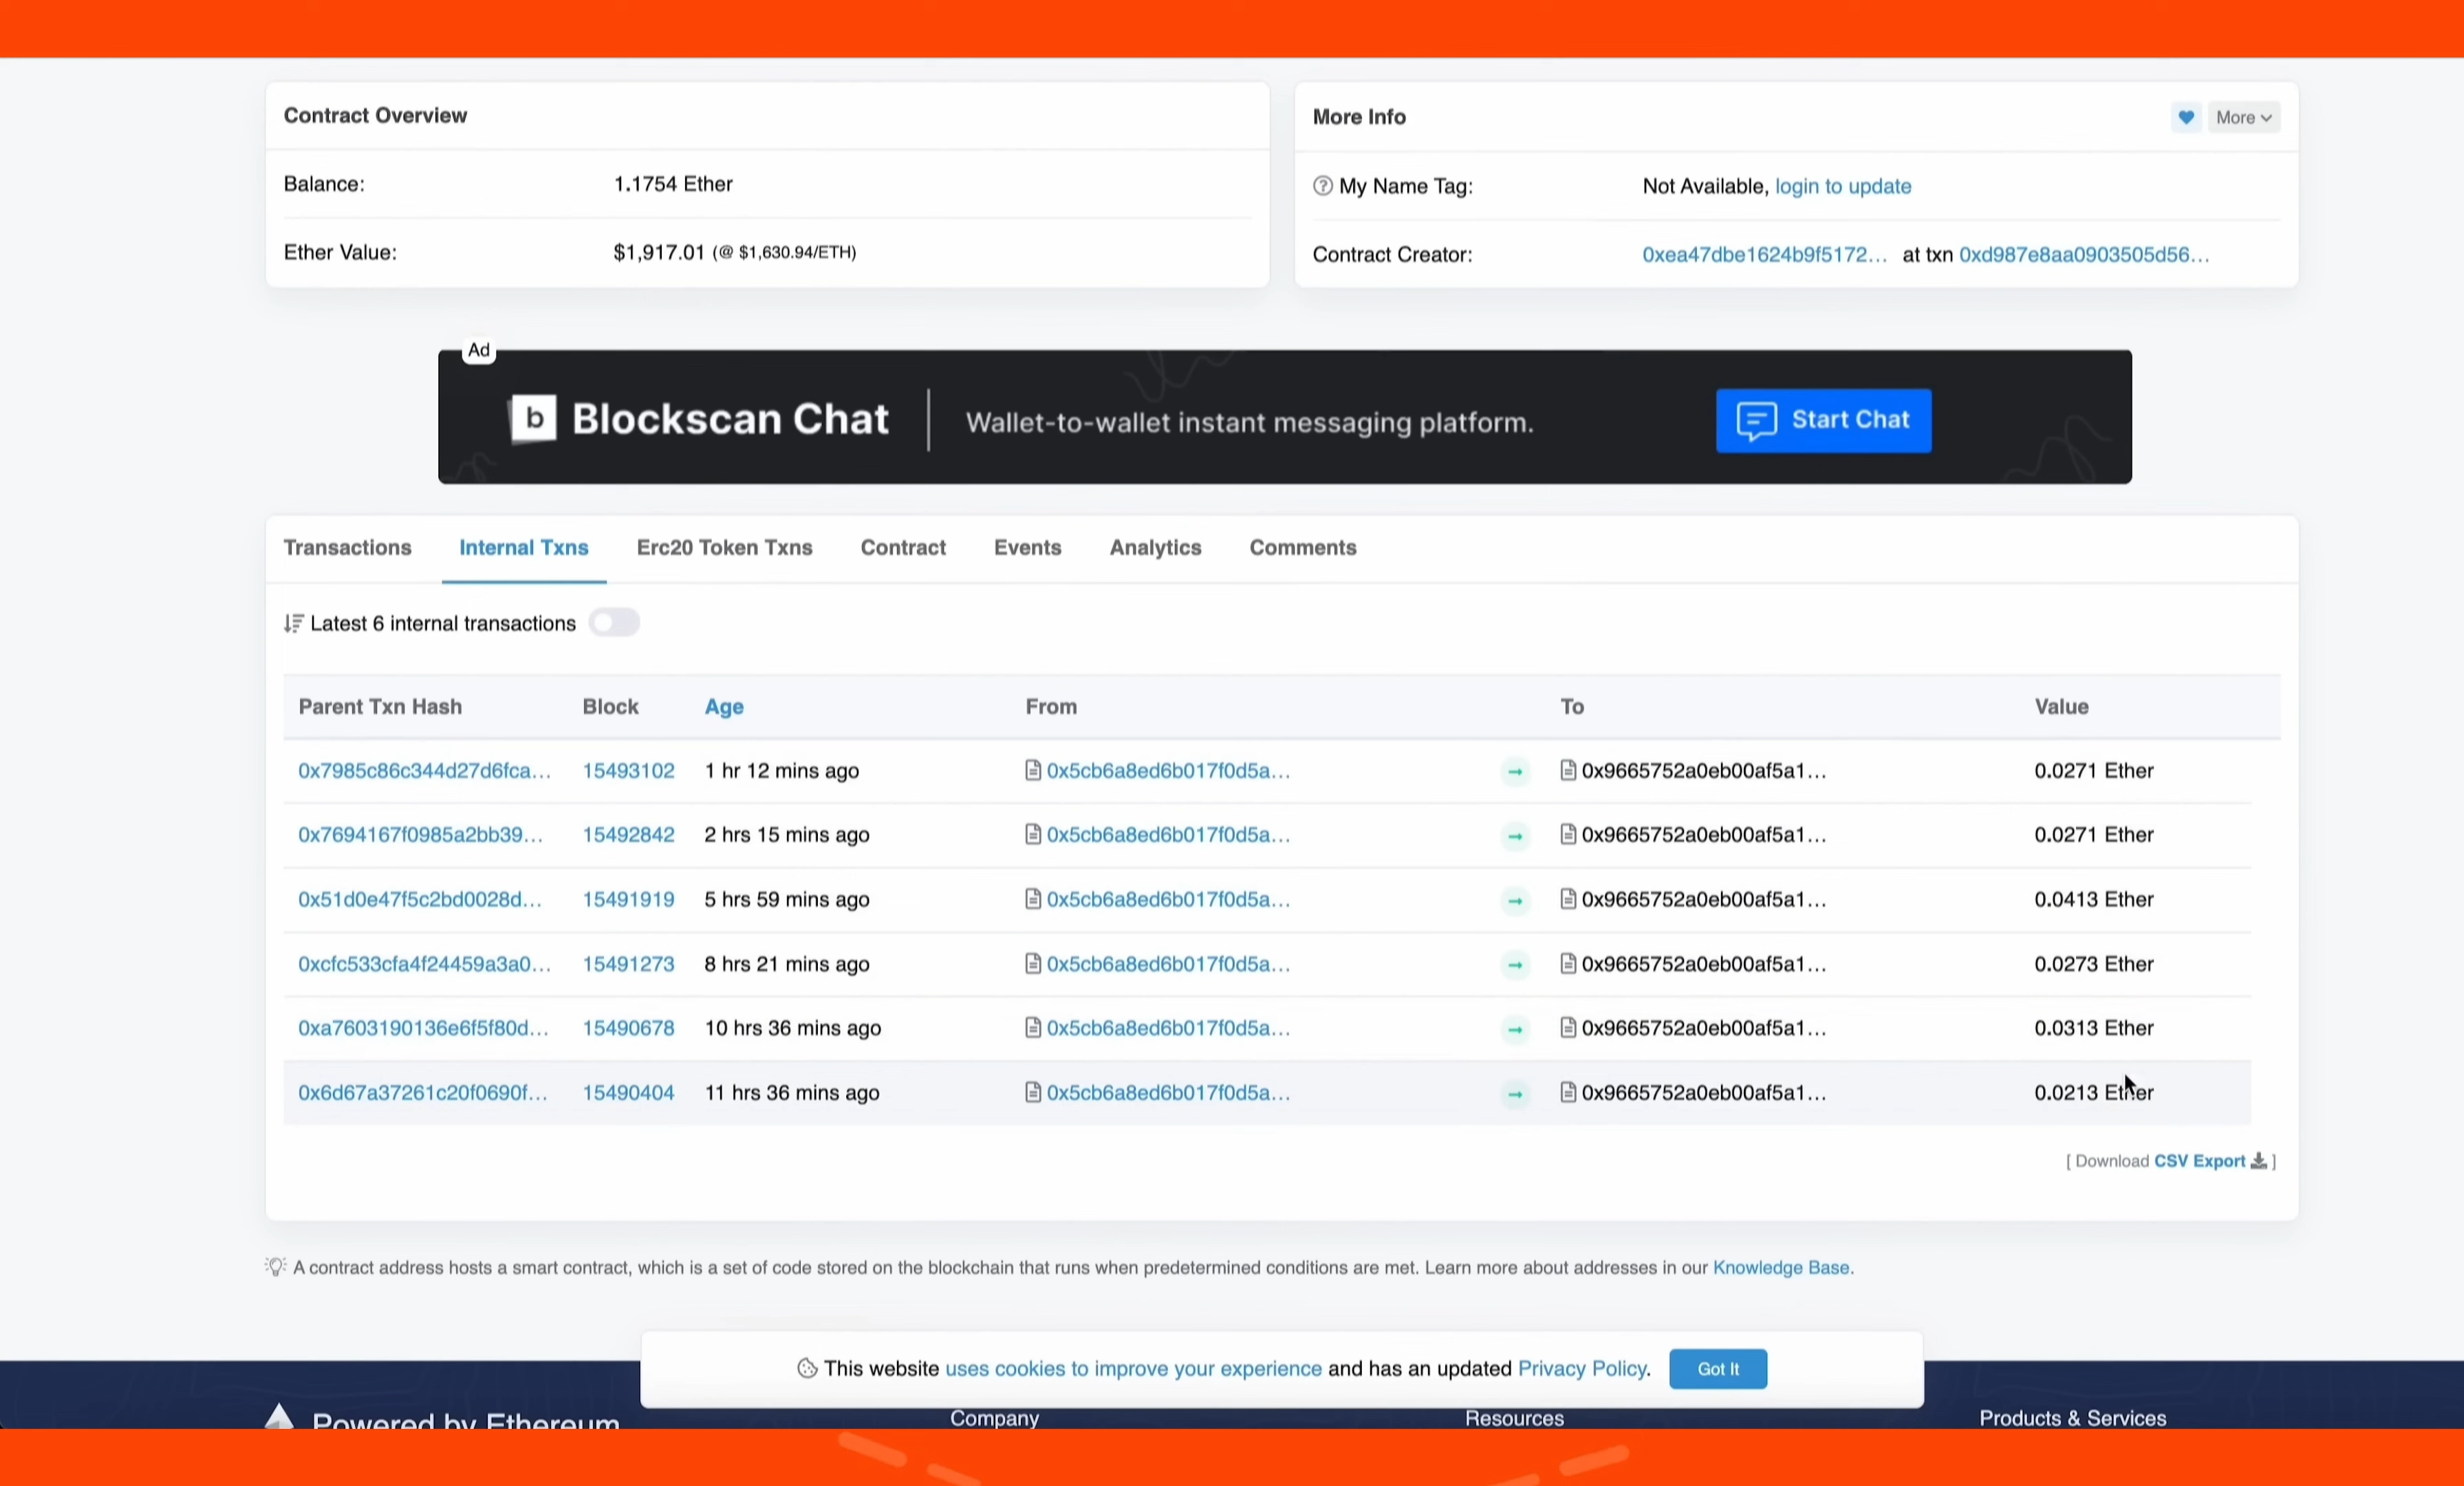 Contract Overview
Balance: 1.1754 Ether
Ether Value: $1,917.01 (@ $1,630.94/ETH)
More Info
More
My Name Tag: Not Available, login to update
Contract Creator: 0xea47dbe1624b9f5172... at txn 0xd987e8aa0903505d56...
Ad
b Blockscan Chat Wallet-to-wallet instant messaging platform. Start Chat
Transactions Internal Txns Erc20 Token Txns Contract Events Analytics Comments
Latest 6 internal transactions
Parent Txn Hash Block Age From To Value
0x7985c86c344d27d6fca... 15493102 1 hr 12 mins ago 0x5cb6a8ed6b017f0d5a... 0x9665752a0eb00af5a1... 0.0271 Ether
0x7694167f0985a2bb39... 15492842 2 hrs 15 mins ago 0x5cb6a8ed6b017f0d5a... 0x9665752a0eb00af5a1... 0.0271 Ether
0x51d0e47f5c2bd0028d... 15491919 5 hrs 59 mins ago 0x5cb6a8ed6b017f0d5a... 0x9665752a0eb00af5a1... 0.0413 Ether
0xcfc533cfa4f24459a3a0... 15491273 8 hrs 21 mins ago 0x5cb6a8ed6b017f0d5a... 0x9665752a0eb00af5a1... 0.0273 Ether
0xa7603190136e6f5f80d... 15490678 10 hrs 36 mins ago 0x5cb6a8ed6b017f0d5a... 0x9665752a0eb00af5a1... 0.0313 Ether
0x6d67a37261c20f0690f... 15490404 11 hrs 36 mins ago 0x5cb6a8ed6b017f0d5a... 0x9665752a0eb00af5a1... 0.0213 Ether
[ Download CSV Export ]
A contract address hosts a smart contract, which is a set of code stored on the blockchain that runs when predetermined conditions are met. Learn more about addresses in our Knowledge Base.
This website uses cookies to improve your experience and has an updated Privacy Policy. Got It
Powered by Ethereum Company Resources Products & Services